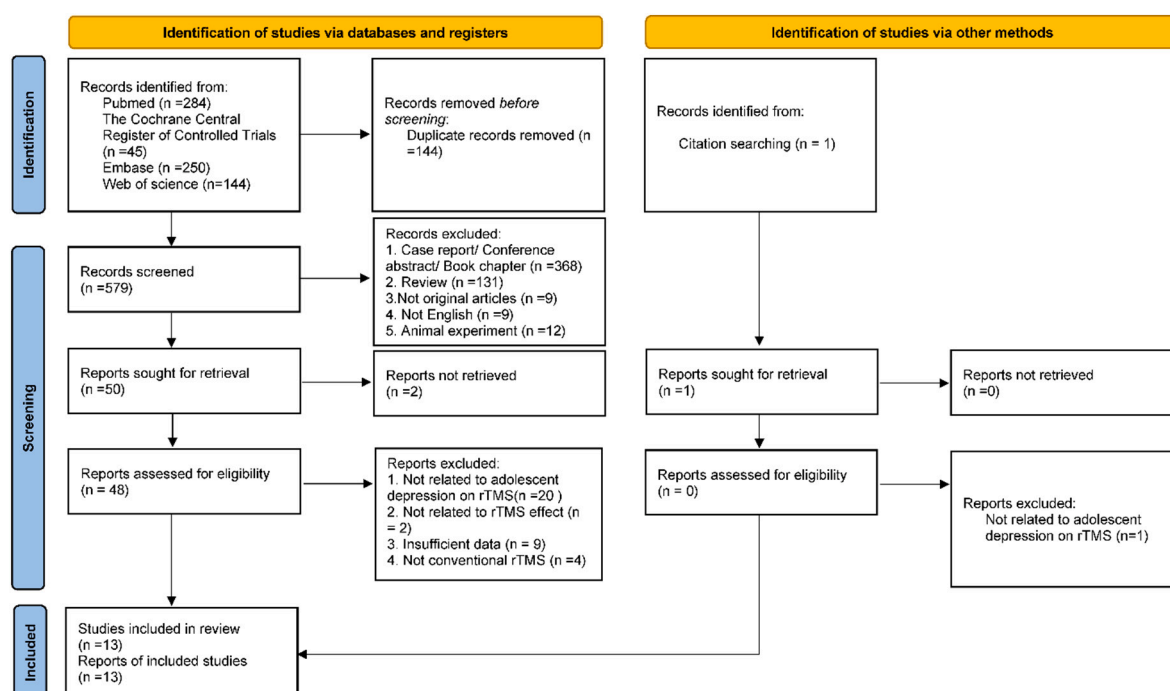 Identification of studies via databases and registers
Identification of studies via other methods
Identification
Records identified from:
Pubmed (n =284)
The Cochrane Central
Register of Controlled Trials
(n =45)
Embase (n =250)
Web of science (n=144)
Records removed before
screening:
Duplicate records removed (n
=144)
Records identified from:
Citation searching (n = 1)
Screening
Records screened
(n =579)
Records excluded:
1. Case report/ Conference
abstract/ Book chapter (n =368)
2. Review (n =131)
3.Not original articles (n =9)
4. Not English (n =9)
5. Animal experiment (n =12)
Reports sought for retrieval
(n =50)
Reports not retrieved
(n =2)
Reports sought for retrieval
(n =1)
Reports not retrieved
(n =0)
Reports assessed for eligibility
(n = 48)
Reports excluded:
1. Not related to adolescent
depression on rTMS(n =20 )
2. Not related to rTMS effect (n
= 2)
3. Insufficient data (n = 9)
4. Not conventional rTMS (n =4)
Reports assessed for eligibility
(n = 0)
Reports excluded:
Not related to adolescent
depression on rTMS (n=1)
Included
Studies included in review
(n =13)
Reports of included studies
(n =13)